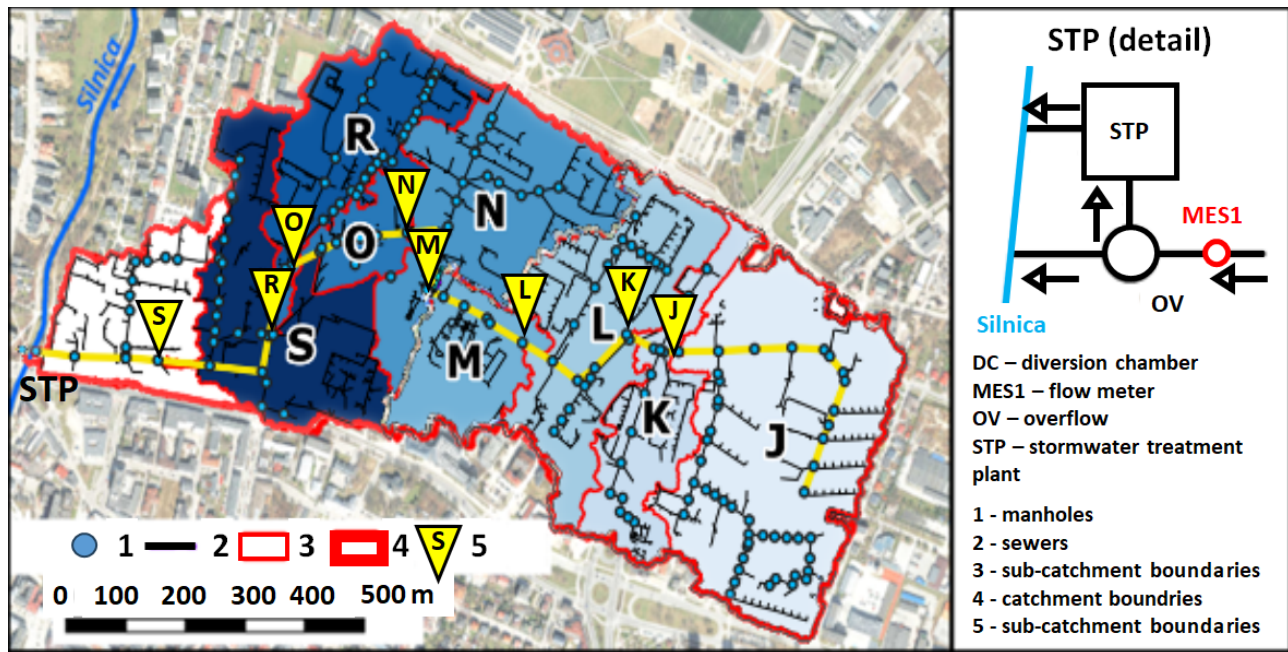 Silnica
R
N
O
N
O
M
R
L
K
J
S
S
L
M
K
J
STP
1
2
3
4
S
5
0 100 200 300 400 500 m
STP (detail)
STP
MES1
OV
Silnica
DC – diversion chamber
MES1 – flow meter
OV – overflow
STP – stormwater treatment
plant
1 - manholes
2 - sewers
3 - sub-catchment boundaries
4 - catchment boundries
5 - sub-catchment boundaries